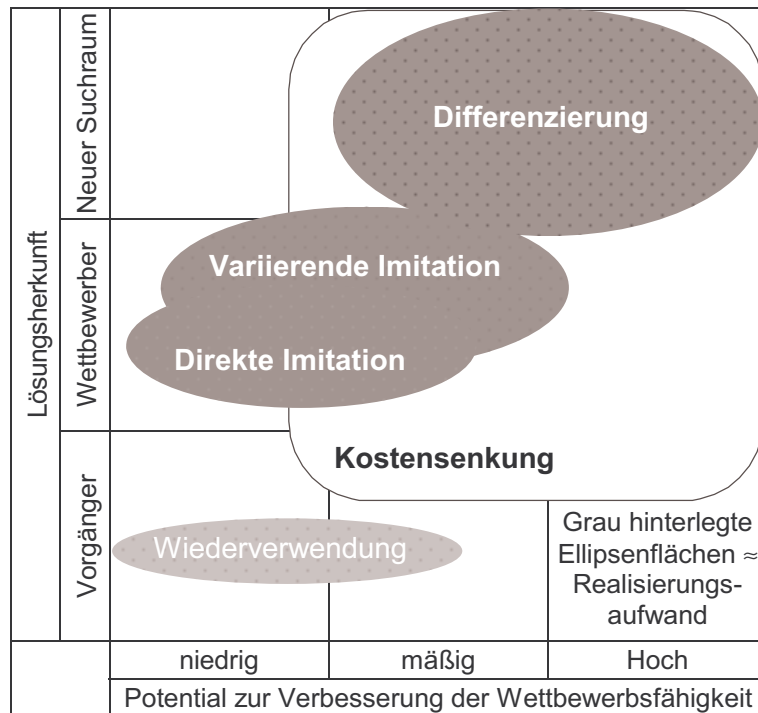 Lösungsherkunft
Neuer Suchraum
Differenzierung
Wettbewerber
Variierende Imitation
Direkte Imitation
Kostensenkung
Vorgänger
Wiederverwendung
Grau hinterlegte
Ellipsenflächen ≈
Realisierungs-
aufwand
niedrig
mäßig
Hoch
Potential zur Verbesserung der Wettbewerbsfähigkeit